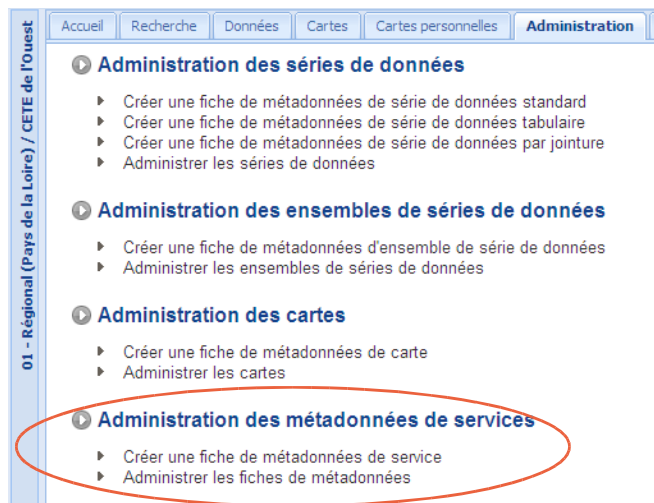 Accueil Recherche Données Cartes Cartes personnelles Administration
01 - Régional (Pays de la Loire) / CETE de l'Ouest
Administration des séries de données
Créer une fiche de métadonnées de série de données standard
Créer une fiche de métadonnées de série de données tabulaire
Créer une fiche de métadonnées de série de données par jointure
Administrer les séries de données
Administration des ensembles de séries de données
Créer une fiche de métadonnées d'ensemble de série de données
Administrer les ensembles de séries de données
Administration des cartes
Créer une fiche de métadonnées de carte
Administrer les cartes
Administration des métadonnées de services
Créer une fiche de métadonnées de service
Administrer les fiches de métadonnées